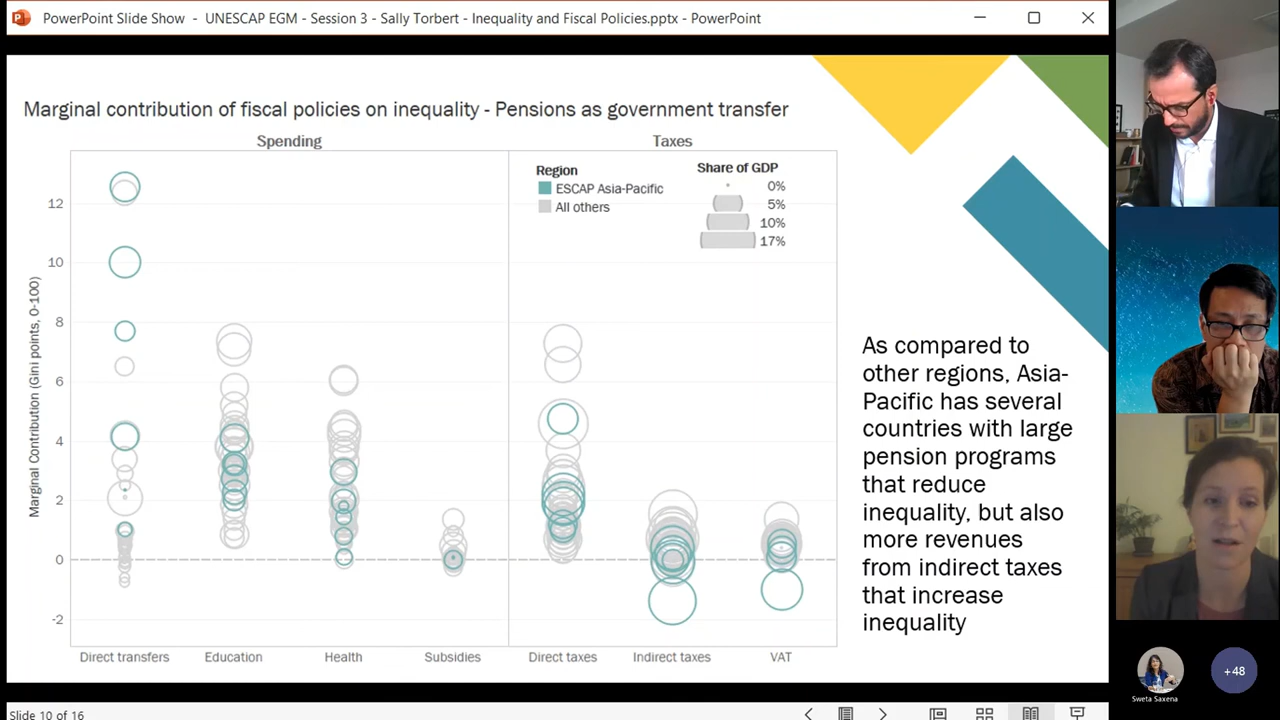 PowerPoint Slide Show - UNESCAP EGM - Session 3 - Sally Torbert - Inequality and Fiscal Policies.pptx - PowerPoint
Marginal contribution of fiscal policies on inequality - Pensions as government transfer
Spending
Taxes
Region
ESCAP Asia-Pacific
All others
Share of GDP
0%
5%
10%
17%
Marginal Contribution (Gini points, 0-100)
12
10
8
6
4
2
0
-2
Direct transfers
Education
Health
Subsidies
Direct taxes
Indirect taxes
VAT
As compared to
other regions, Asia-
Pacific has several
countries with large
pension programs
that reduce
inequality, but also
more revenues
from indirect taxes
that increase
inequality
Sweta Saxena
+48
Slide 10 of 16